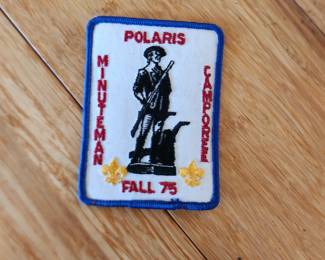 POLARIS
MINUTEMAN
CAMPOREE
FALL 75